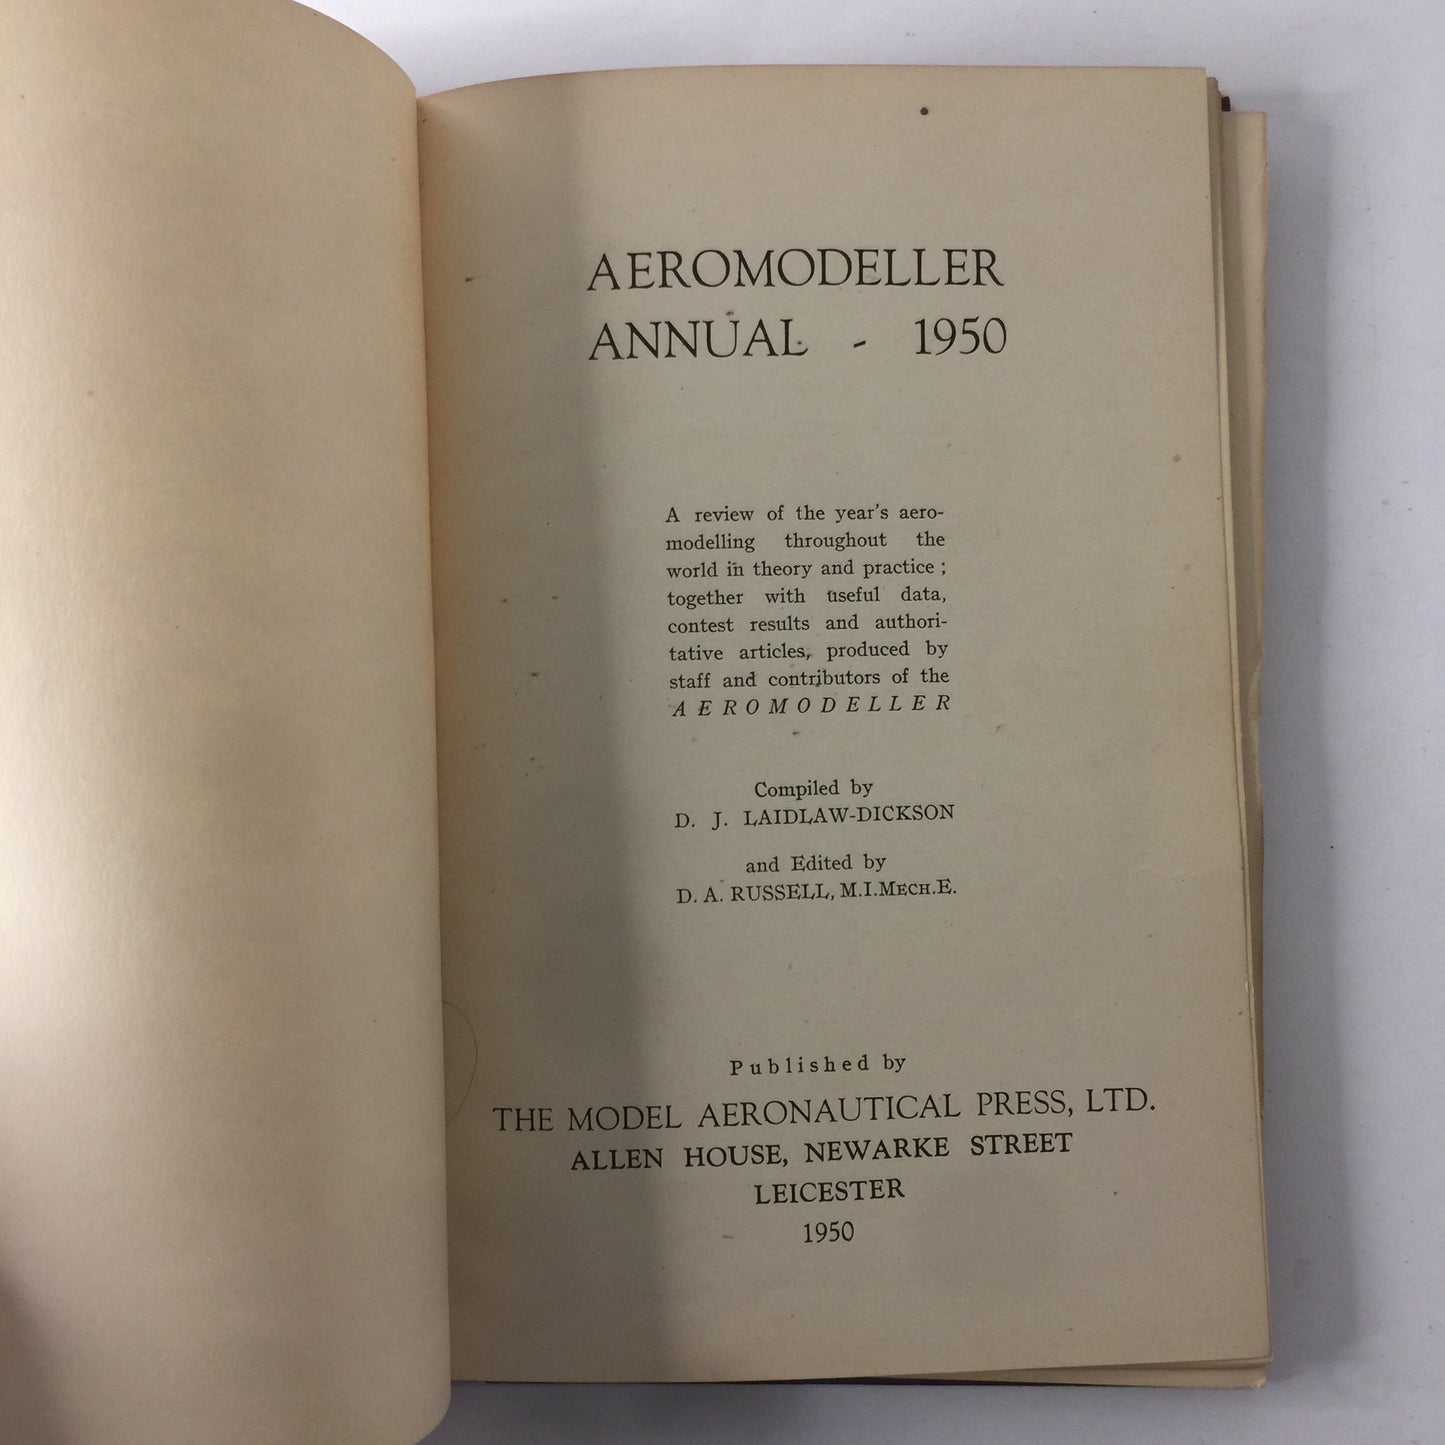 AEROMODELLER
ANNUAL - 1950
A review of the year's aero-
modelling throughout the
world in theory and practice ;
together with useful data,
contest results and authori-
tative articles, produced by
staff and contributors of the
AEROMODELLER
Compiled by
D. J. LAIDLAW-DICKSON
and Edited by
D. A. RUSSELL, M.I.MECH.E.
Published by
THE MODEL AERONAUTICAL PRESS, LTD.
ALLEN HOUSE, NEWARKE STREET
LEICESTER
1950